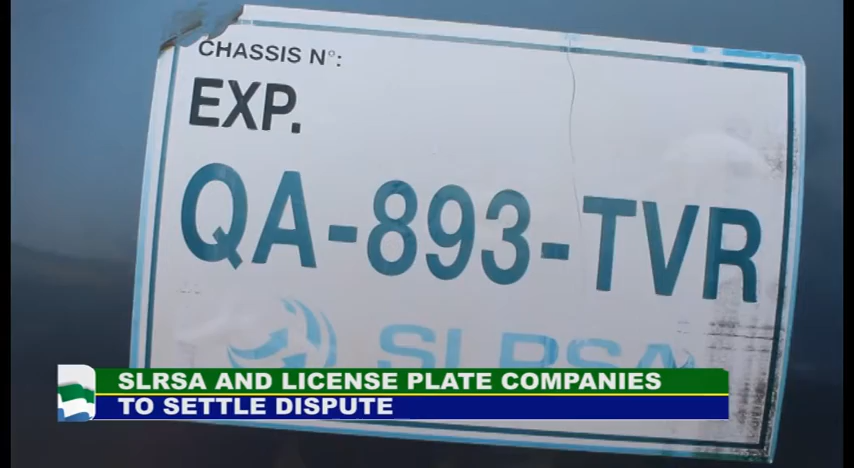 CHASSIS N°:
EXP.
QA-893-TVR
SLRSA
SLRSA AND LICENSE PLATE COMPANIES
TO SETTLE DISPUTE